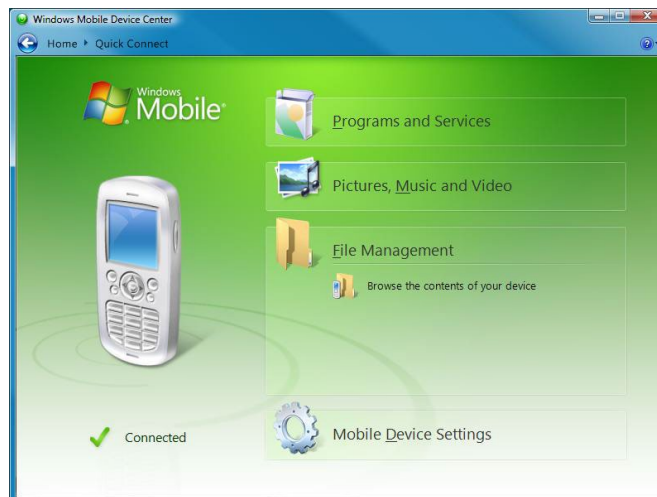 Windows Mobile Device Center
Home ▸ Quick Connect
Windows
Mobile®
Programs and Services
Pictures, Music and Video
File Management
Browse the contents of your device
Connected
Mobile Device Settings